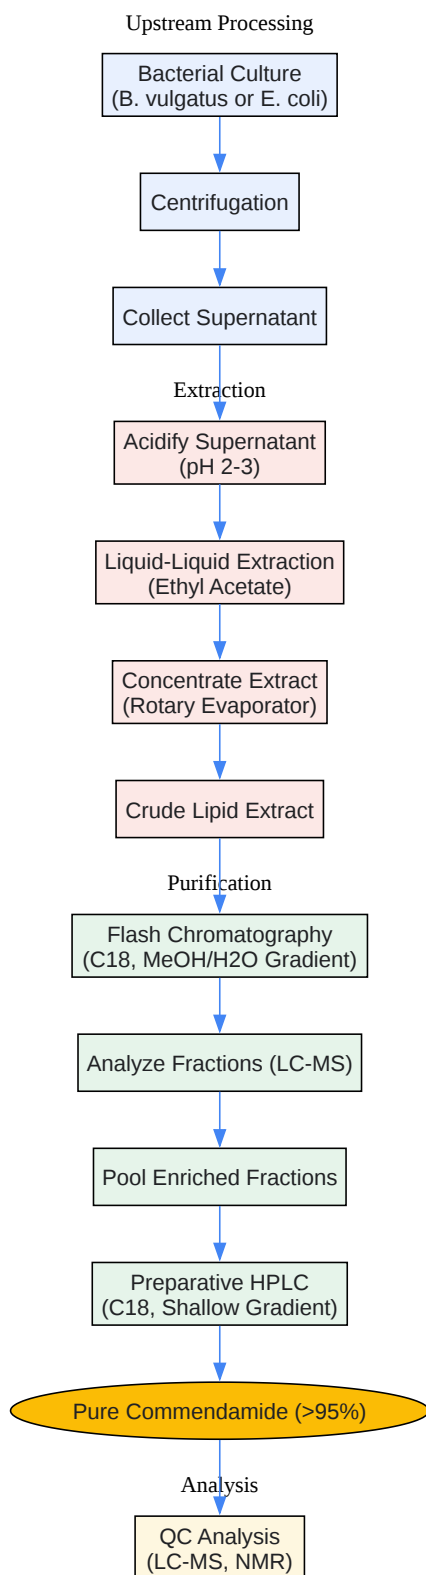 Upstream Processing
Bacterial Culture
(B. vulgatus or E. coli)
Centrifugation
Collect Supernatant
Extraction
Acidify Supernatant
(pH 2-3)
Liquid-Liquid Extraction
(Ethyl Acetate)
Concentrate Extract
(Rotary Evaporator)
Crude Lipid Extract
Purification
Flash Chromatography
(C18, MeOH/H2O Gradient)
Analyze Fractions (LC-MS)
Pool Enriched Fractions
Preparative HPLC
(C18, Shallow Gradient)
Pure Commendamide (>95%)
Analysis
QC Analysis
(LC-MS, NMR)